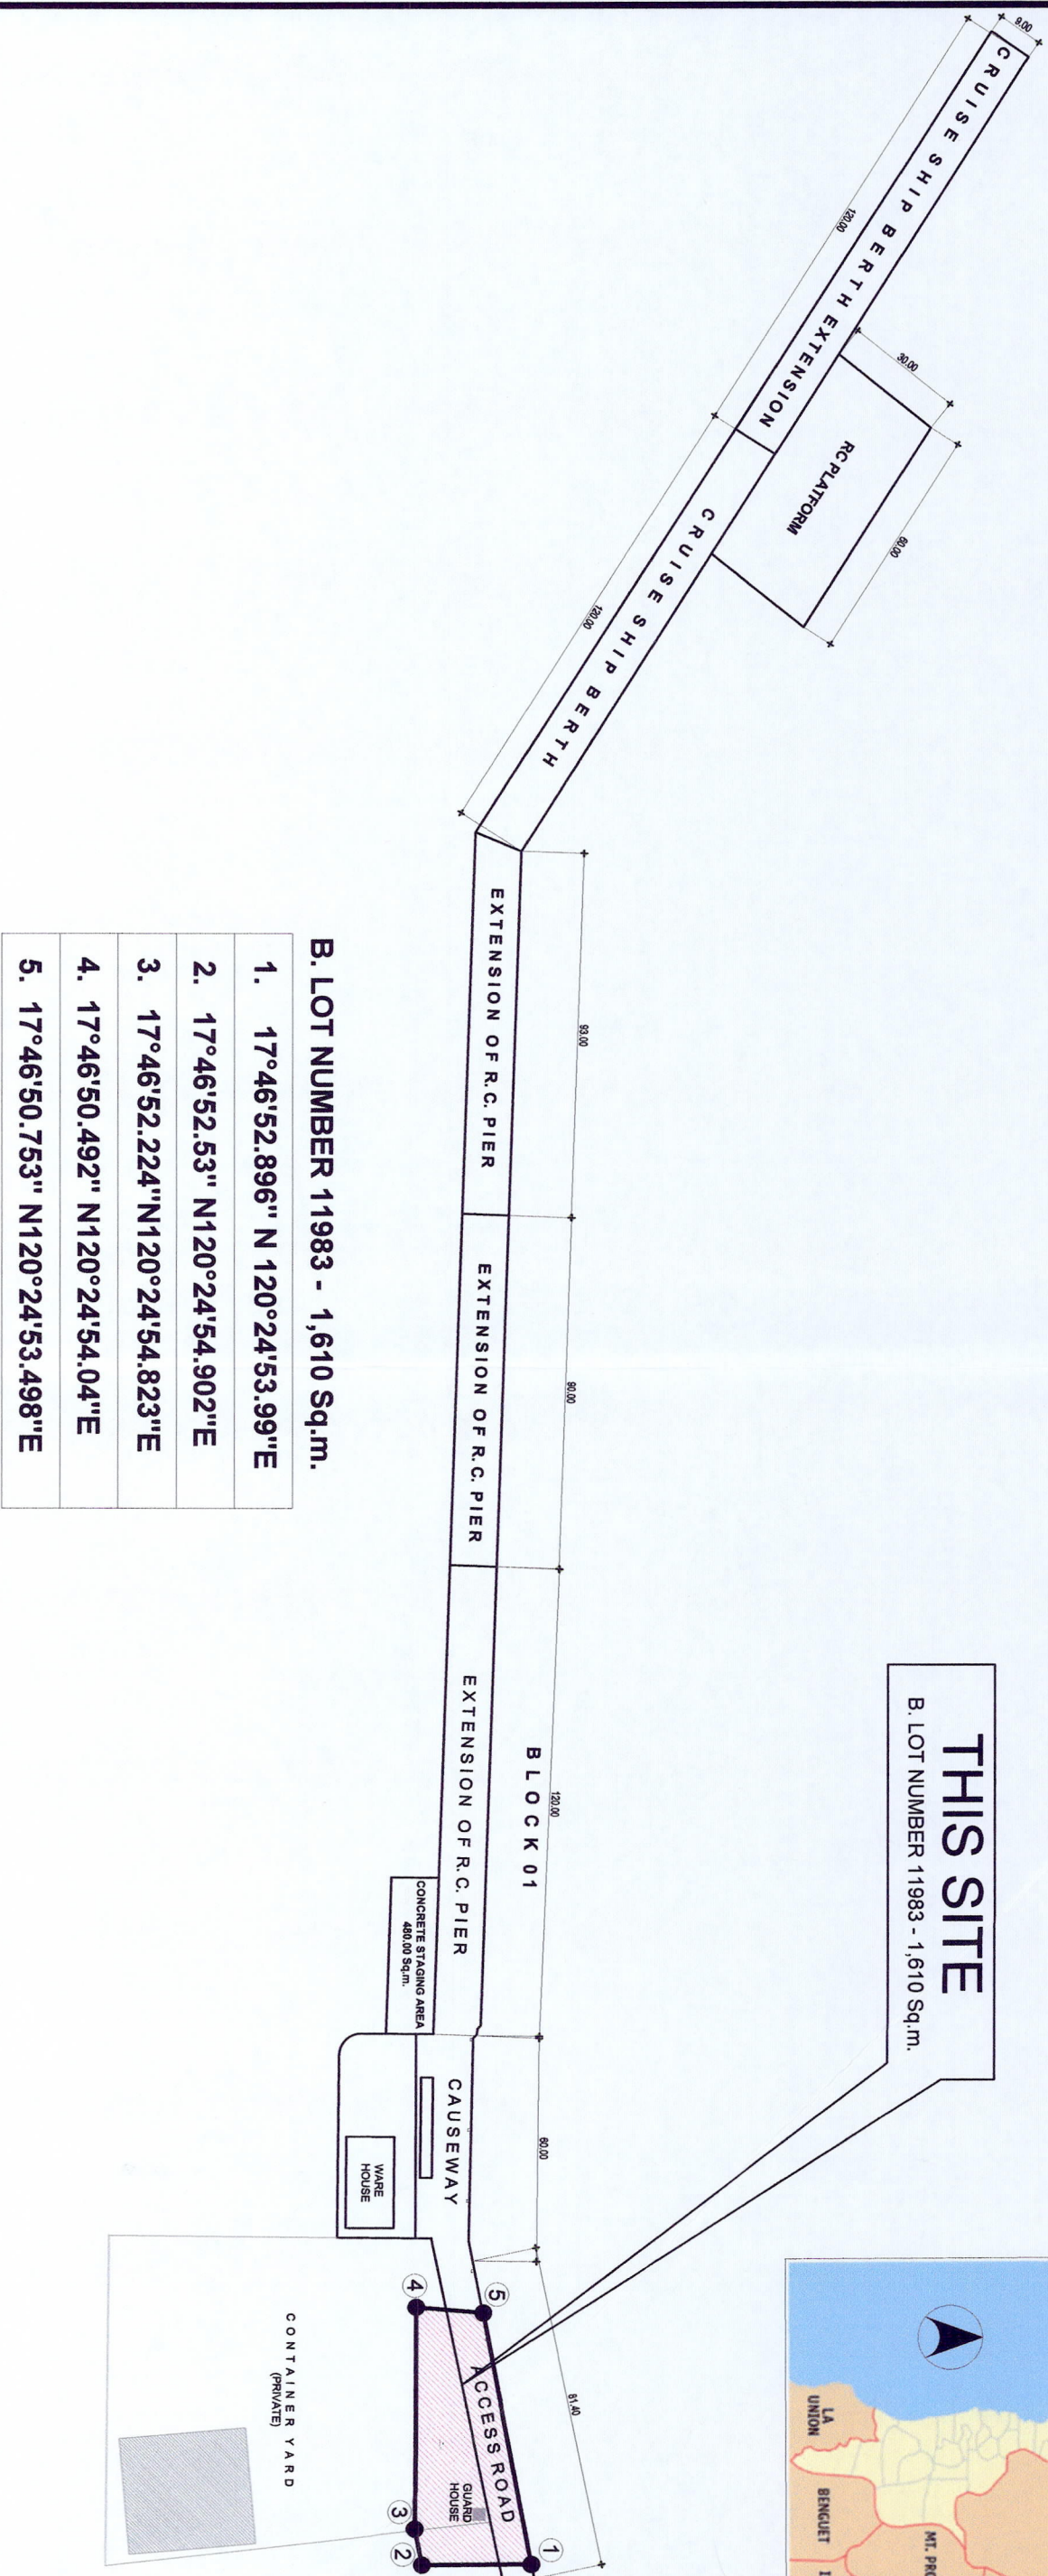 9.00
CRUISE SHIP BERTH EXTENSION
120.00
30.00
RC PLATFORM
60.00
CRUISE SHIP BERTH
120.00
EXTENSION OF R.C. PIER
93.00
EXTENSION OF R.C. PIER
90.00
EXTENSION OF R.C. PIER
120.00
BLOCK 01
CONCRETE STAGING AREA
480.00 Sq.m.
CAUSEWAY
60.00
WARE
HOUSE
THIS SITE
B. LOT NUMBER 11983 - 1,610 Sq.m.
B. LOT NUMBER 11983 - 1,610 Sq.m.
1. 17°46'52.896" N 120°24'53.99"E
2. 17°46'52.53" N120°24'54.902"E
3. 17°46'52.224"N120°24'54.823"E
4. 17°46'50.492" N120°24'54.04"E
5. 17°46'50.753" N120°24'53.498"E
5
4
ACCESS ROAD
81.40
GUARD
HOUSE
3
2
1
CONTAINER YARD
(PRIVATE)
LA
UNION
BENGUET